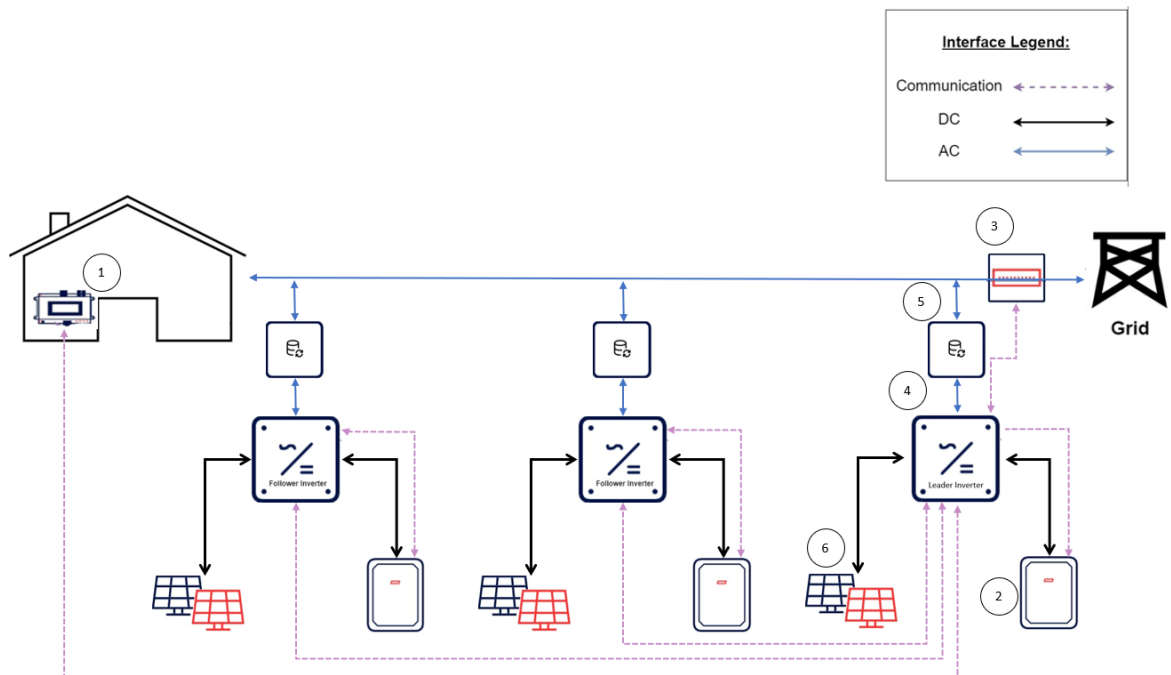 Interface Legend:
Communication
DC
AC
3
1
5
Grid
4
Follower Inverter
Follower Inverter
Leader Inverter
6
2